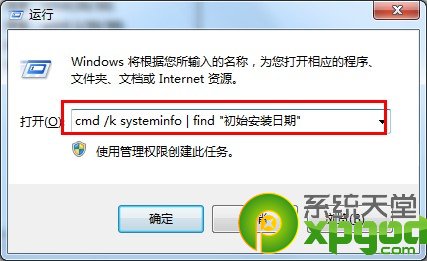 运行
Windows 将根据您所输入的名称，为您打开相应的程序、
文件夹、文档或 Internet 资源。
打开(O):
cmd /k systeminfo | find "初始安装日期"
使用管理权限创建此任务。
确定
系统天堂
xpgod.com